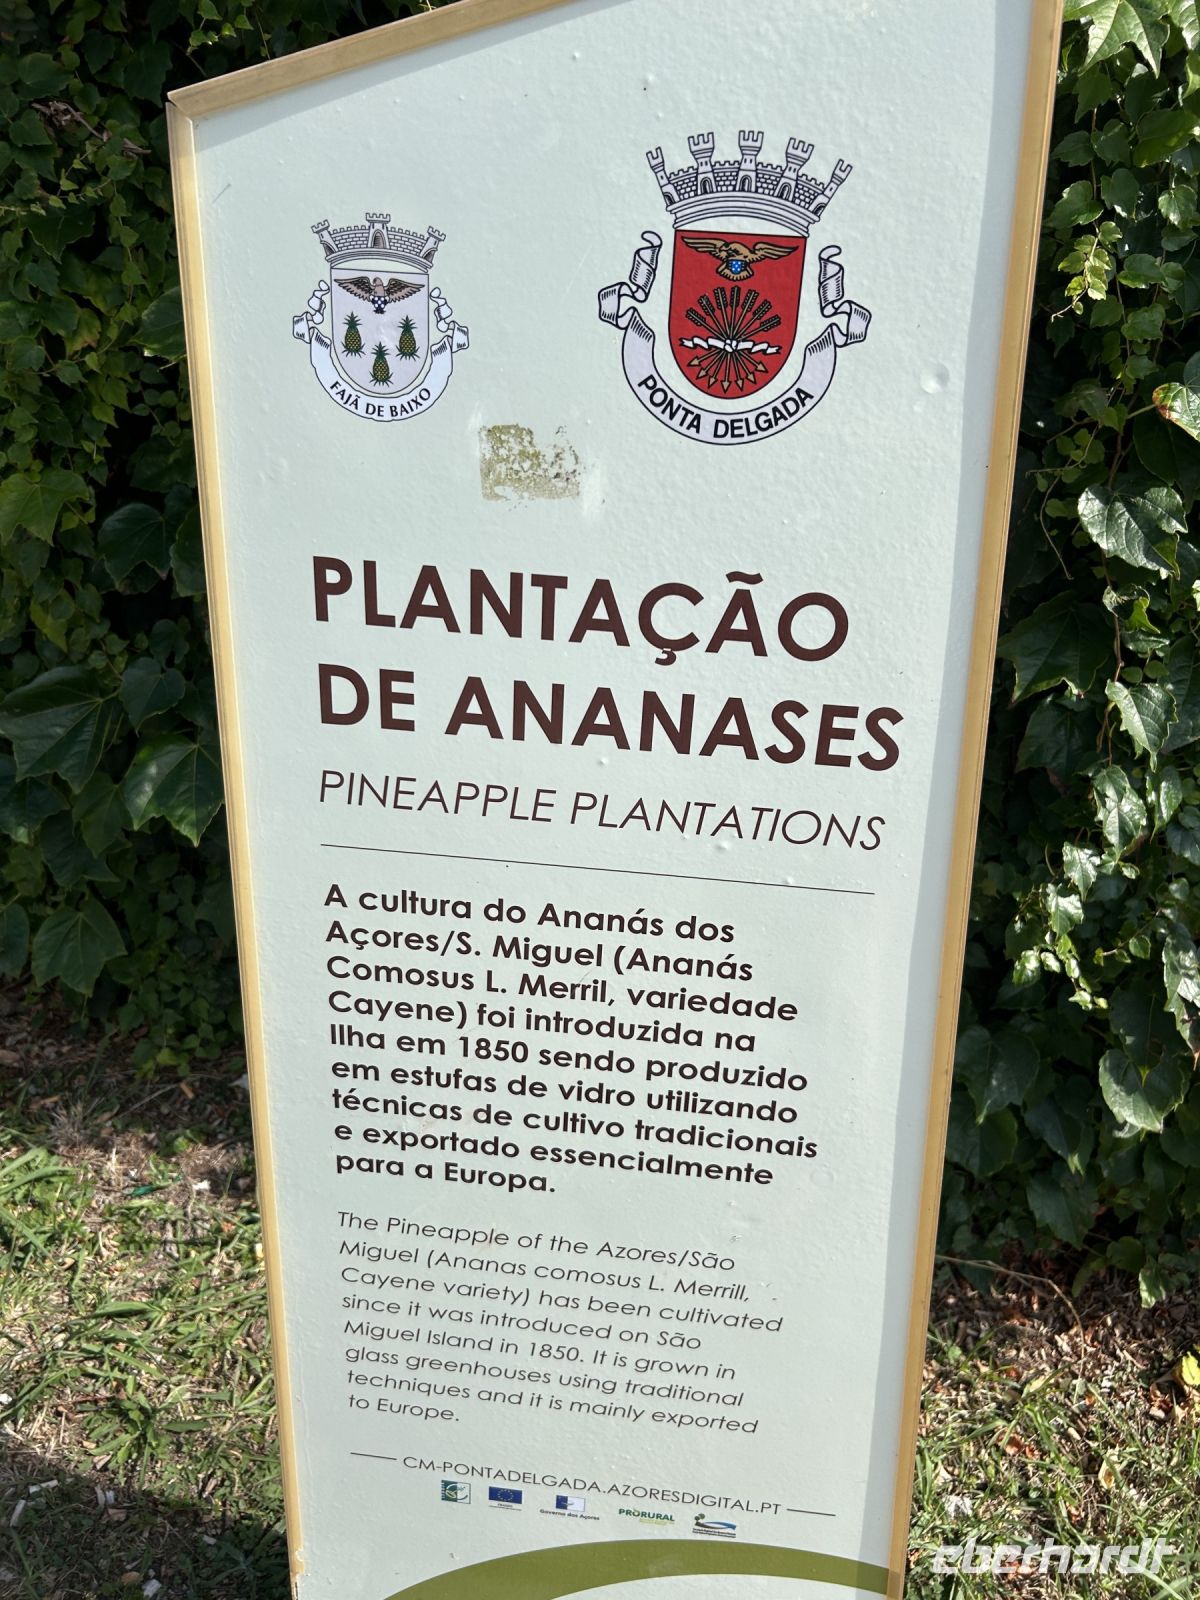 FAJÃ DE BAIXO
PONTA DELGADA
PLANTAÇÃO
DE ANANASES
PINEAPPLE PLANTATIONS
A cultura do Ananás dos
Açores/S. Miguel (Ananás
Comosus L. Merril, variedade
Cayene) foi introduzida na
Ilha em 1850 sendo produzido
em estufas de vidro utilizando
técnicas de cultivo tradicionais
e exportado essencialmente
para a Europa.
The Pineapple of the Azores/São
Miguel (Ananas comosus L. Merrill,
Cayene variety) has been cultivated
since it was introduced on São
Miguel Island in 1850. It is grown in
glass greenhouses using traditional
techniques and it is mainly exported
to Europe.
CM-PONTADELGADA.AZORESDIGITAL.PT
Governo dos Açores
PRORURAL
eberhardt